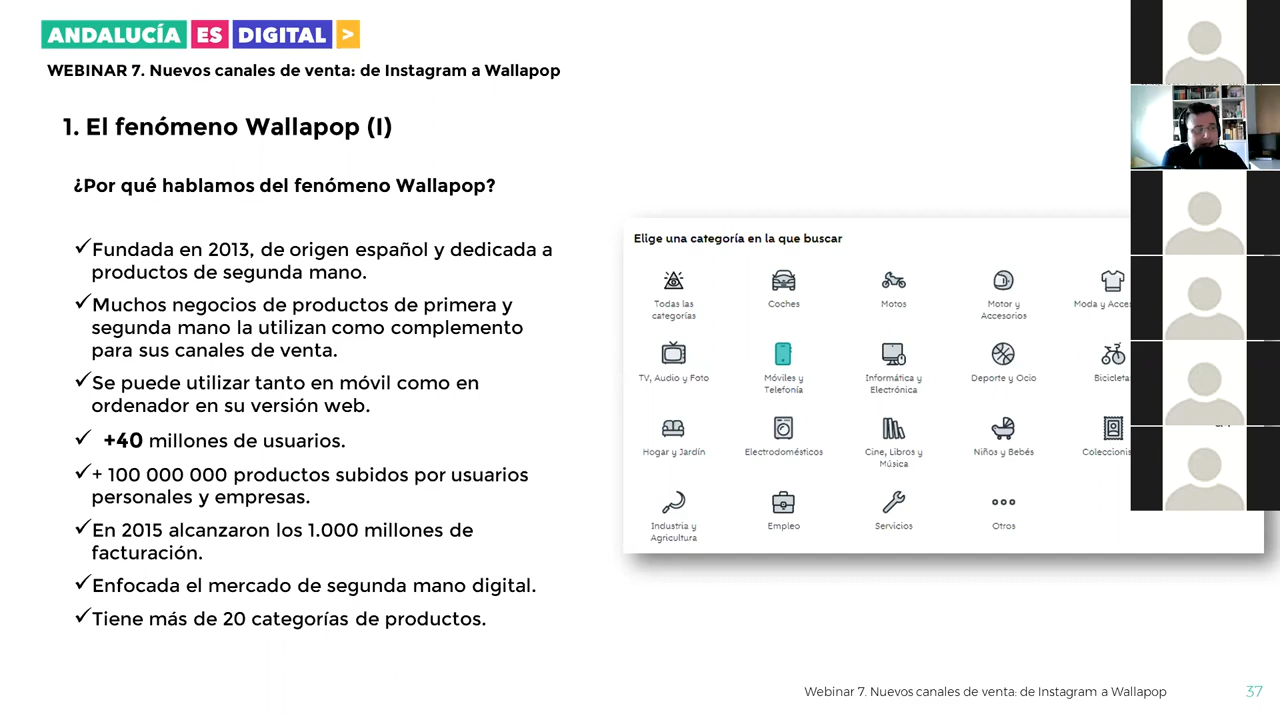 ANDALUCÍA ES DIGITAL >
WEBINAR 7. Nuevos canales de venta: de Instagram a Wallapop
1. El fenómeno Wallapop (I)
¿Por qué hablamos del fenómeno Wallapop?
✓Fundada en 2013, de origen español y dedicada a
productos de segunda mano.
✓Muchos negocios de productos de primera y
segunda mano la utilizan como complemento
para sus canales de venta.
✓Se puede utilizar tanto en móvil como en
ordenador en su versión web.
✓ +40 millones de usuarios.
✓+ 100 000 000 productos subidos por usuarios
personales y empresas.
✓En 2015 alcanzaron los 1.000 millones de
facturación.
✓Enfocada el mercado de segunda mano digital.
✓Tiene más de 20 categorías de productos.
Elige una categoría en la que buscar
Todas las
categorías
Coches
Motos
Motor y
Accesorios
Moda y
TV, Audio y Foto
Móviles y
Telefonía
Informática y
Electrónica
Deporte y Ocio
Hogar y Jardín
Electrodomésticos
Cine, Libros y
Música
Niños y Bebés
Industria y
Agricultura
Empleo
Servicios
Otros
Webinar 7. Nuevos canales de venta: de Instagram a Wallapop
37